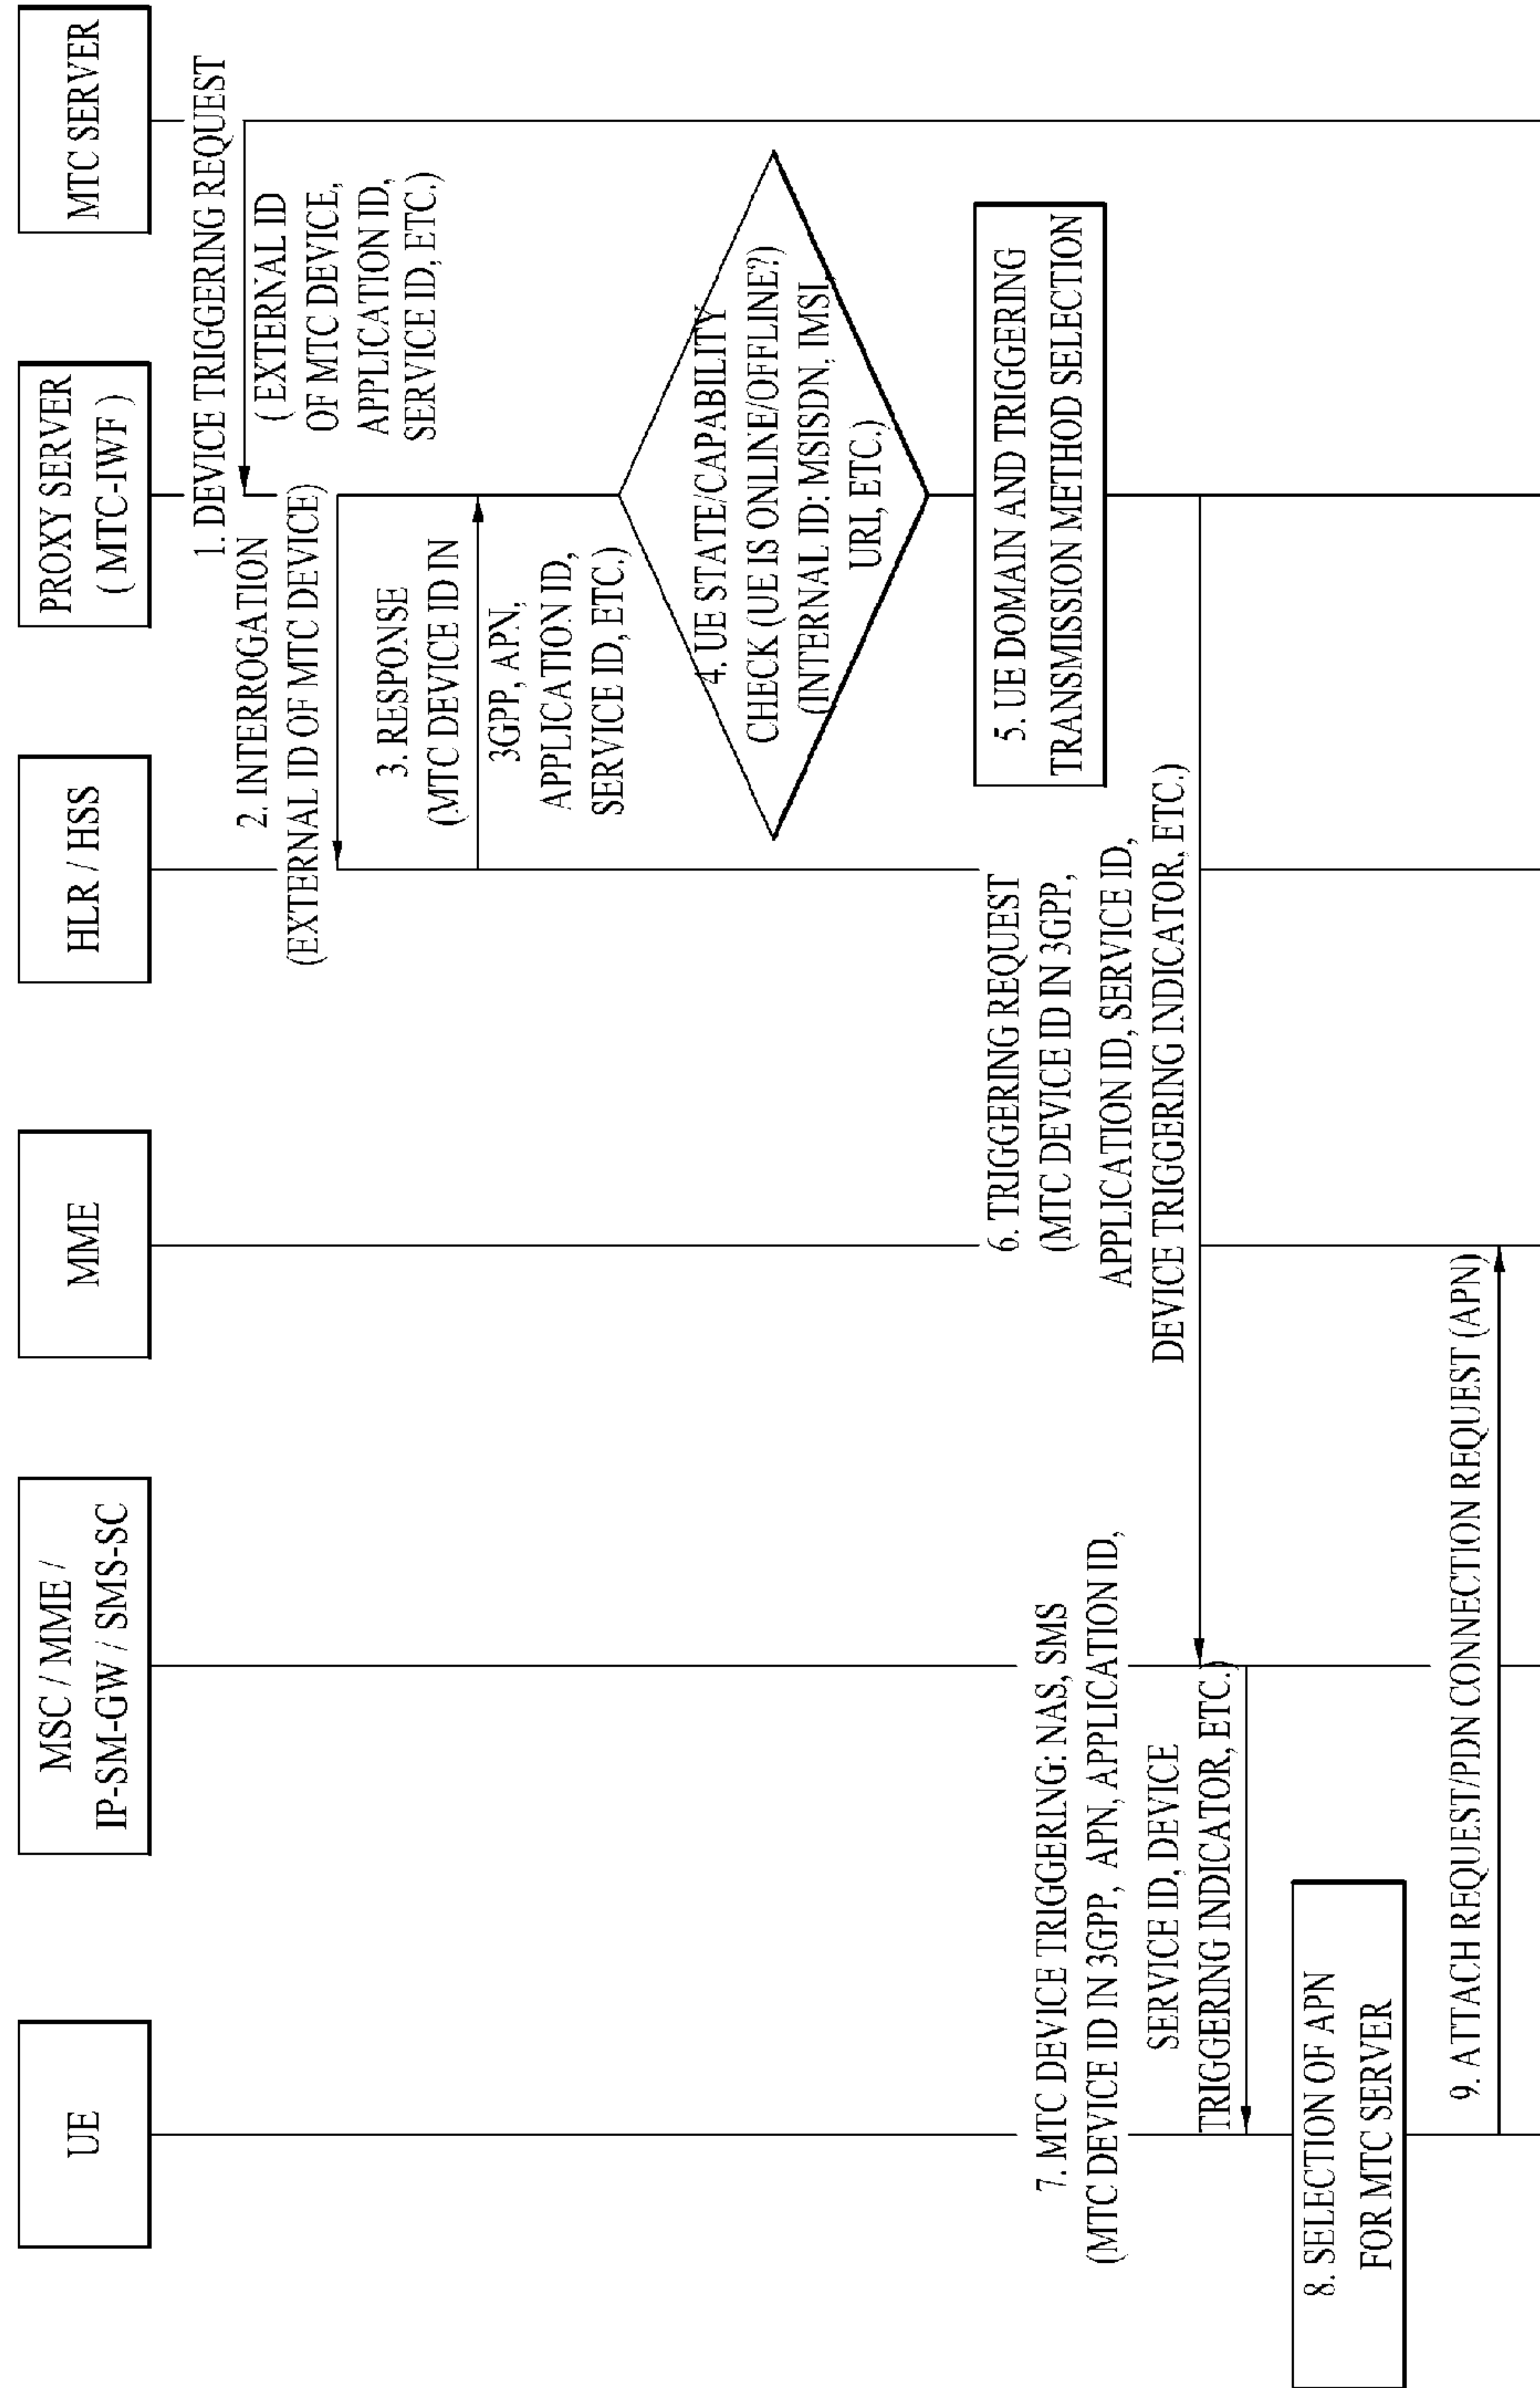 UE
MSC / MME /
IP-SM-GW / SMS-SC
MME
HLR / HSS
PROXY SERVER
( MTC-IWF )
MTC SERVER
1. DEVICE TRIGGERING REQUEST
( EXTERNAL ID
OF MTC DEVICE,
APPLICATION ID,
SERVICE ID, ETC.)
2. INTERROGATION
(EXTERNAL ID OF MTC DEVICE)
3. RESPONSE
(MTC DEVICE ID IN
3GPP, APN,
APPLICATION ID,
SERVICE ID, ETC.)
4. UE STATE/CAPABILITY
CHECK (UE IS ONLINE/OFFLINE?)
(INTERNAL ID: MSISDN, IMSI,
URI, ETC.)
5. UE DOMAIN AND TRIGGERING
TRANSMISSION METHOD SELECTION
6. TRIGGERING REQUEST
(MTC DEVICE ID IN 3GPP,
APPLICATION ID, SERVICE ID,
DEVICE TRIGGERING INDICATOR, ETC.)
7. MTC DEVICE TRIGGERING: NAS, SMS
(MTC DEVICE ID IN 3GPP, APN, APPLICATION ID,
SERVICE ID, DEVICE
TRIGGERING INDICATOR, ETC.)
8. SELECTION OF APN
FOR MTC SERVER
9. ATTACH REQUEST/PDN CONNECTION REQUEST (APN)